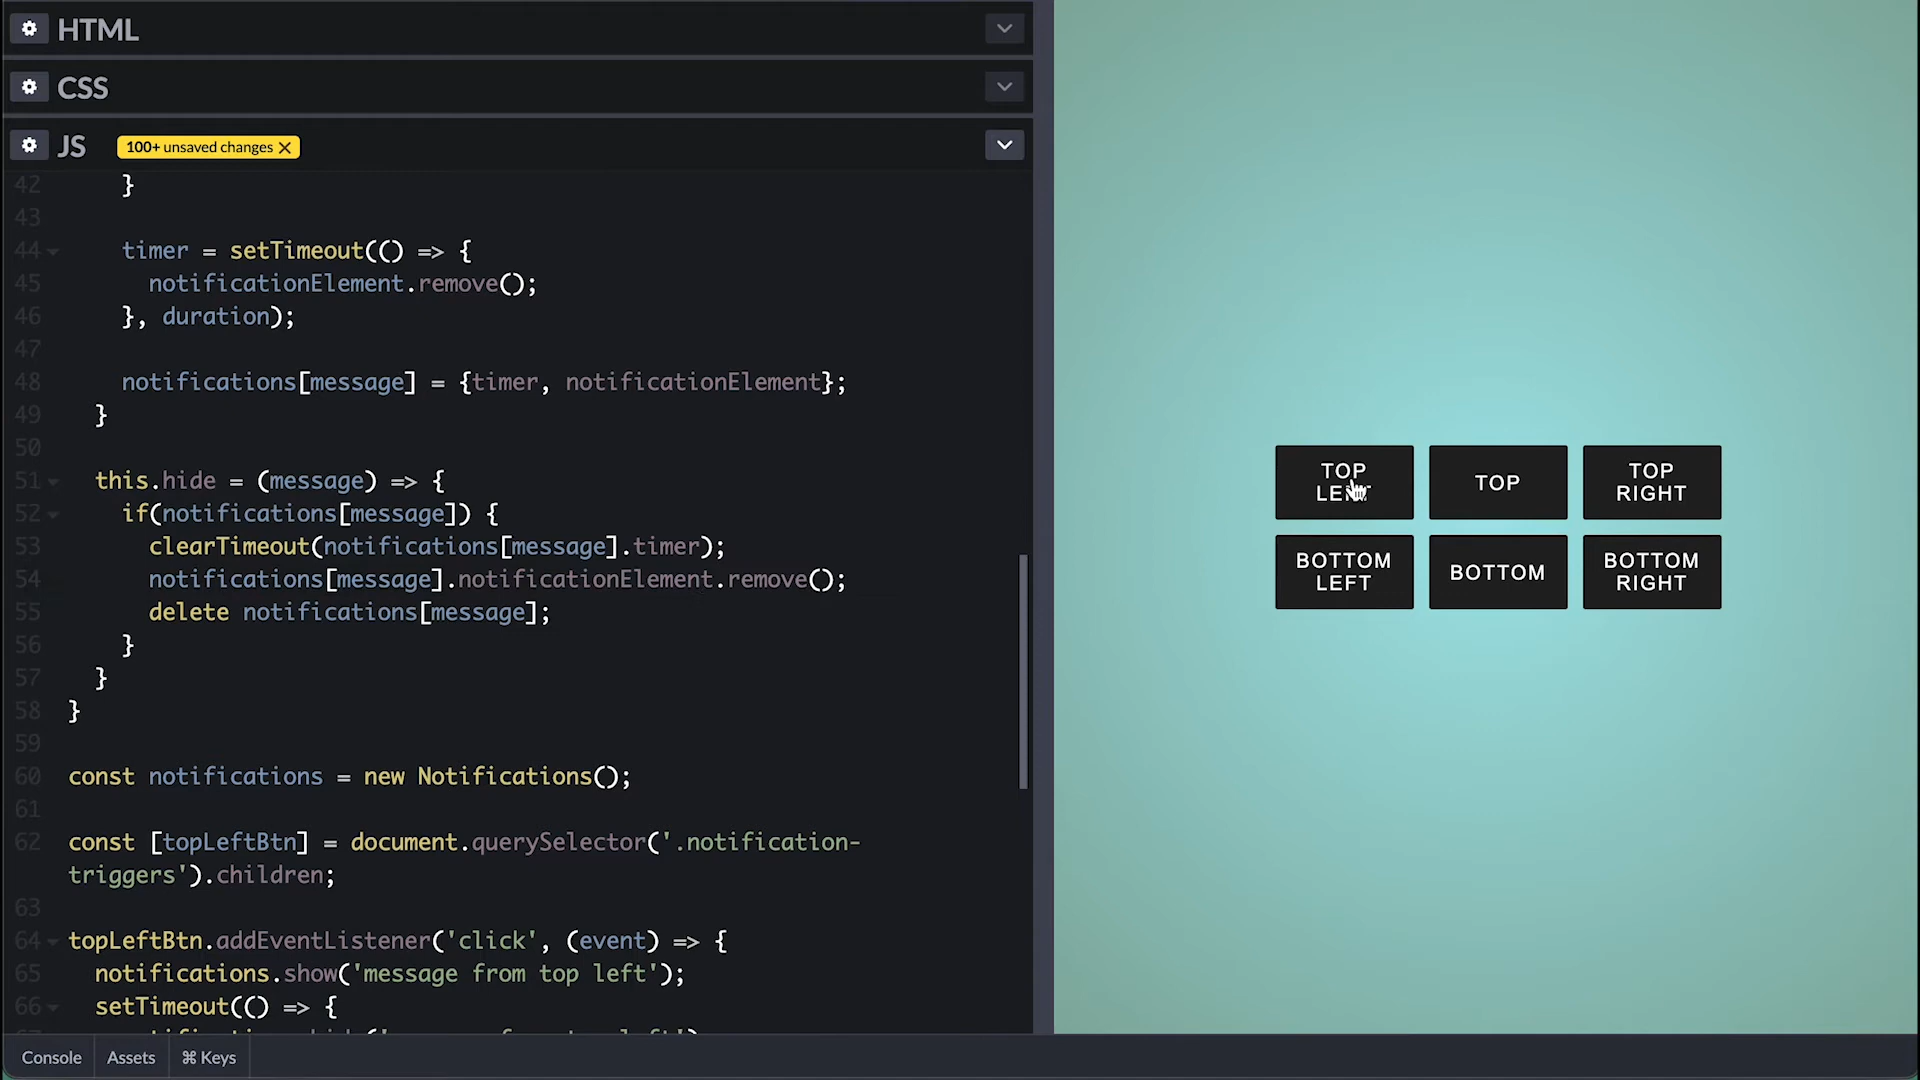 HTML
CSS
JS 100+ unsaved changes
42 }
43
44 timer = setTimeout(() => {
45 notificationElement.remove();
46 }, duration);
47
48 notifications[message] = {timer, notificationElement};
49 }
50
51 this.hide = (message) => {
52 if(notifications[message]) {
53 clearTimeout(notifications[message].timer);
54 notifications[message].notificationElement.remove();
55 delete notifications[message];
56 }
57 }
58 }
59
60 const notifications = new Notifications();
61
62 const [topLeftBtn] = document.querySelector('.notification-
triggers').children;
63
64 topLeftBtn.addEventListener('click', (event) => {
65 notifications.show('message from top left');
66 setTimeout(() => {
Console Assets ⌘ Keys
TOP
LEFT
TOP
TOP
RIGHT
BOTTOM
LEFT
BOTTOM
BOTTOM
RIGHT